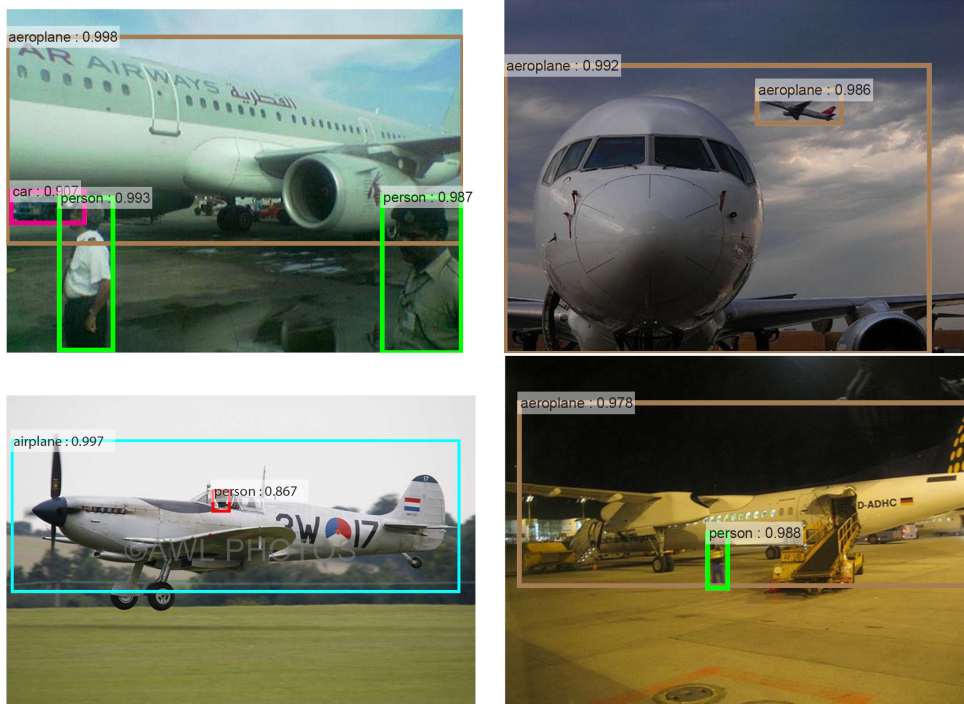 aeroplane : 0.998
AR AIRWAYS القطرية
car : 0.907
person : 0.993
person : 0.987
aeroplane : 0.992
aeroplane : 0.986
airplane : 0.997
person : 0.867
3W 17
17
©AWL PHOTOS
aeroplane : 0.978
D-ADHC
person : 0.988